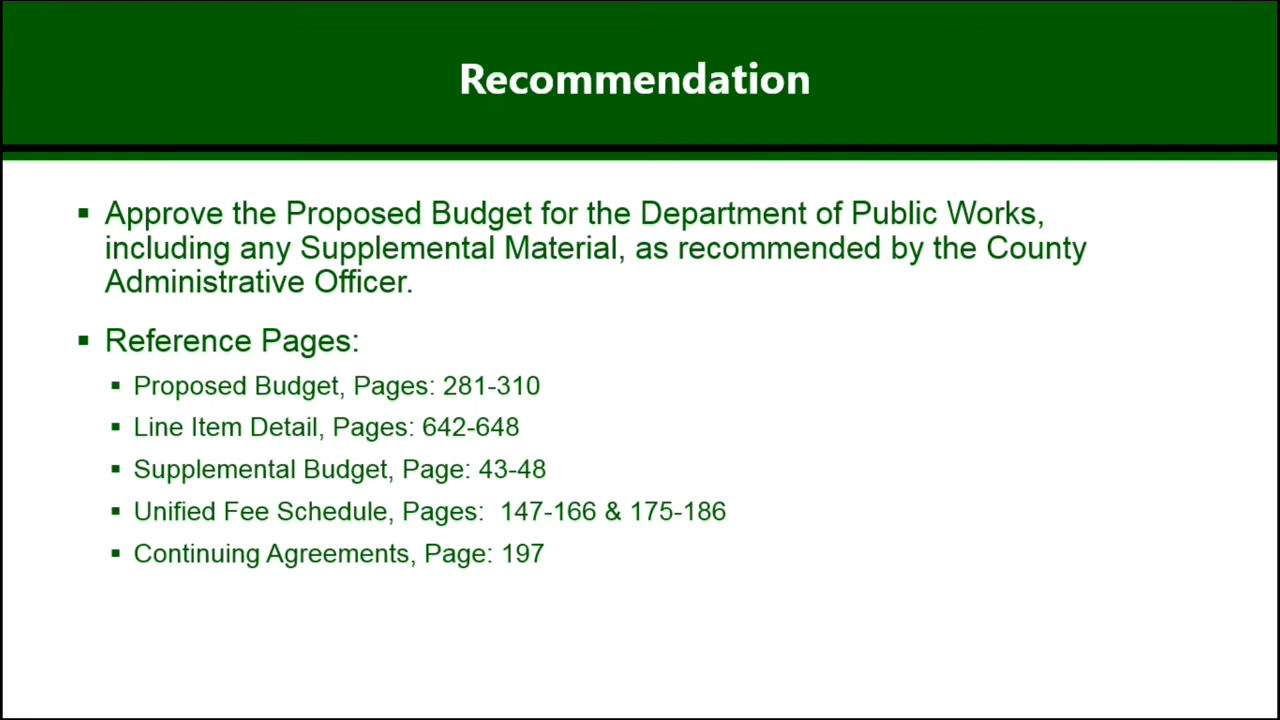 Recommendation
▪ Approve the Proposed Budget for the Department of Public Works,
including any Supplemental Material, as recommended by the County
Administrative Officer.
▪ Reference Pages:
▪ Proposed Budget, Pages: 281-310
▪ Line Item Detail, Pages: 642-648
▪ Supplemental Budget, Page: 43-48
▪ Unified Fee Schedule, Pages:  147-166 & 175-186
▪ Continuing Agreements, Page: 197